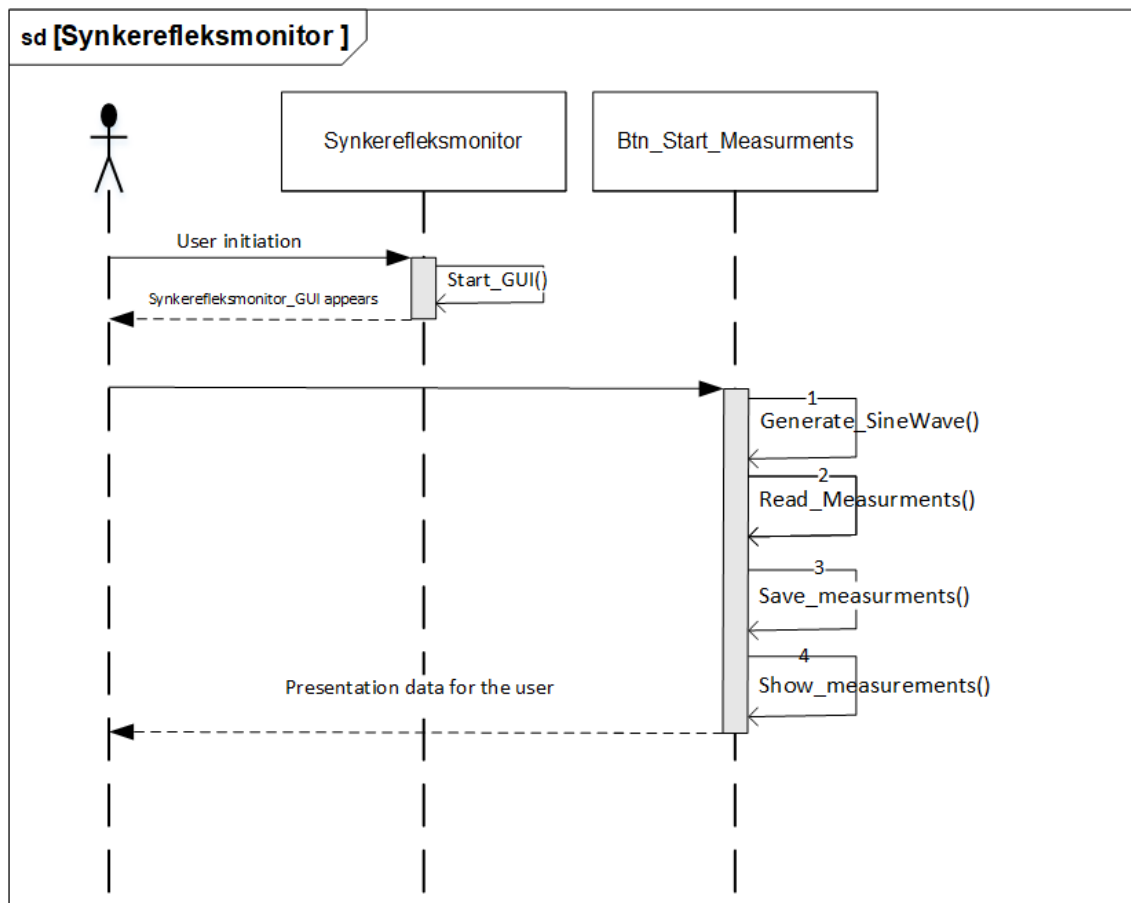 sd [Synkerefleksmonitor ]
Synkerefleksmonitor
Btn_Start_Measurments
User initiation
Start_GUI()
Synkerefleksmonitor_GUI appears
1
Generate_SineWave()
2
Read_Measurments()
3
Save_measurments()
4
Show_measurements()
Presentation data for the user